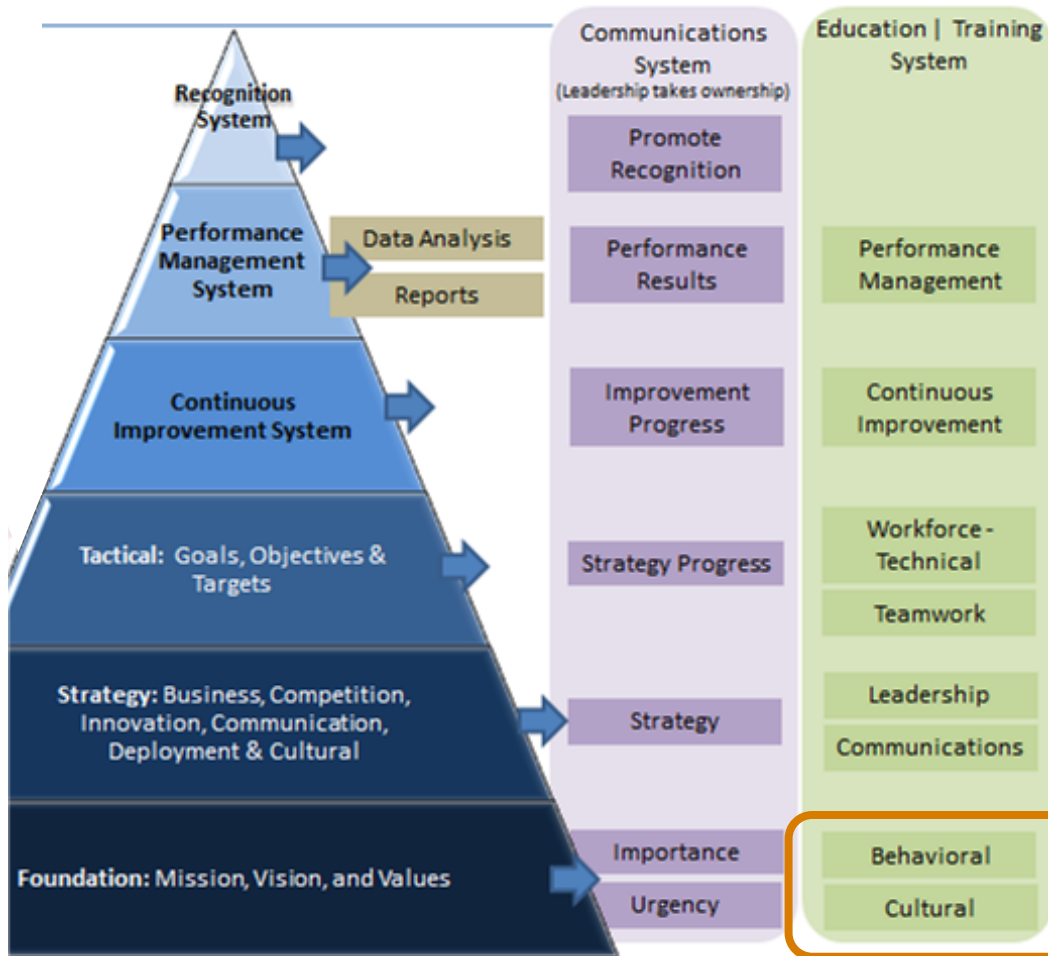 Recognition
System
Performance
Management
System
Continuous
Improvement System
Tactical: Goals, Objectives &
Targets
Strategy: Business, Competition,
Innovation, Communication,
Deployment & Cultural
Foundation: Mission, Vision, and Values
Data Analysis
Reports
Communications
System
(Leadership takes ownership)
Promote
Recognition
Performance
Results
Improvement
Progress
Strategy Progress
Strategy
Importance
Urgency
Education | Training
System
Performance
Management
Continuous
Improvement
Workforce -
Technical
Teamwork
Leadership
Communications
Behavioral
Cultural